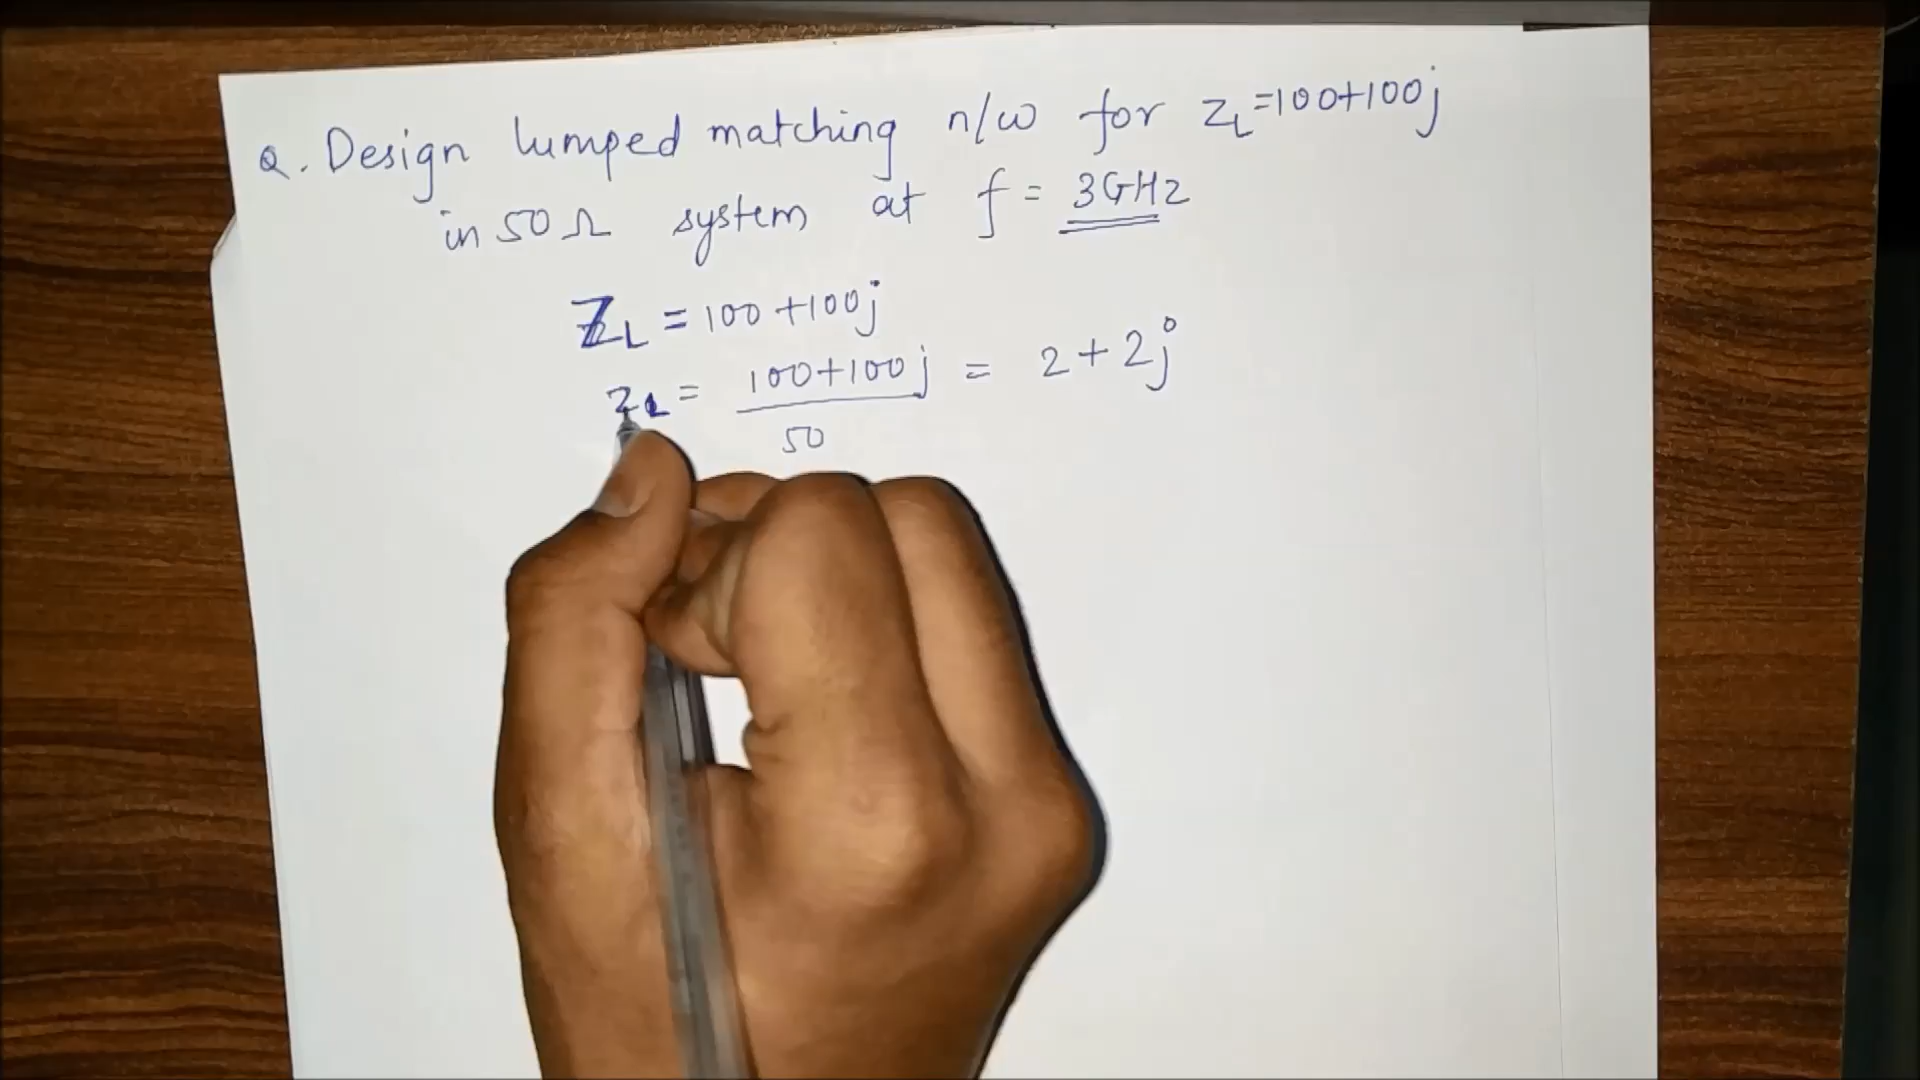 Q. Design lumped matching n/w for ZL=100+100j
in 50Ω system at f = 3GHz
ZL = 100+100j
zL = 100+100j / 50 = 2+2j